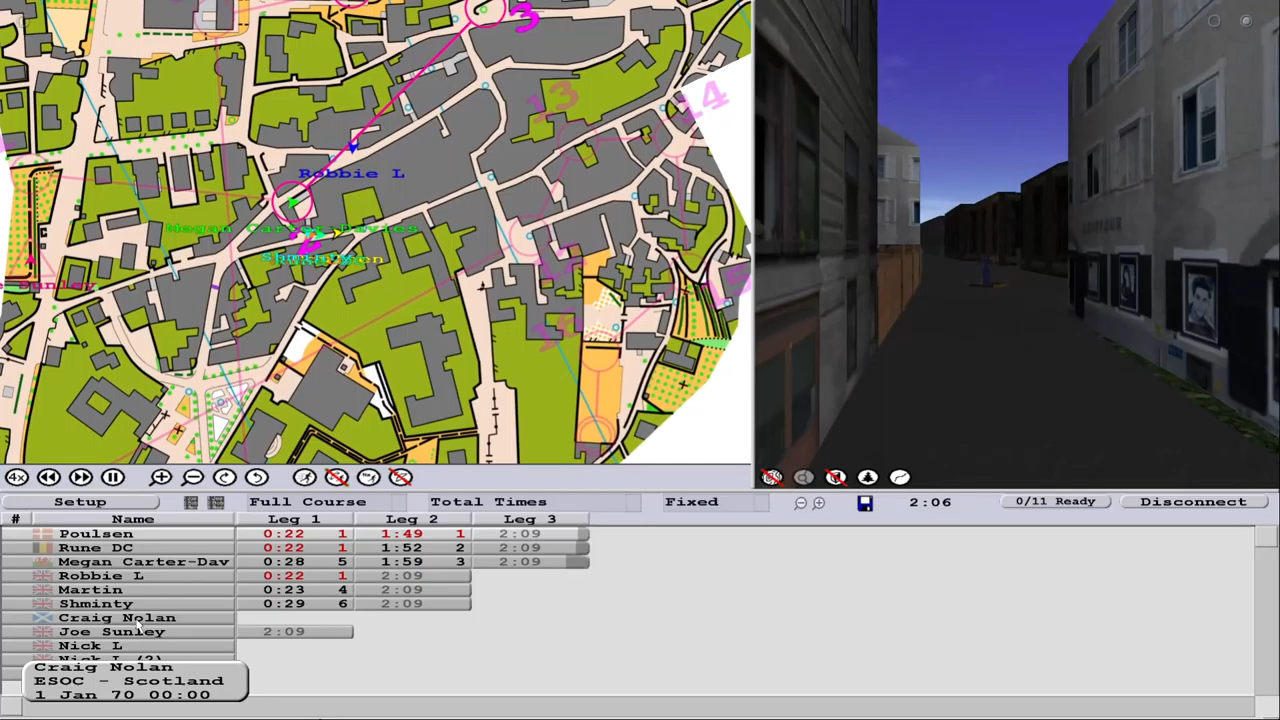 3
13
14
Robbie L
Megan Carter-Davies
4x
Setup
Full Course
Total Times
Fixed
2:06
0/11 Ready
Disconnect
# Name Leg 1 Leg 2 Leg 3
Poulsen 0:22 1 1:49 1 2:09
Rune DC 0:22 1 1:52 2 2:09
Megan Carter-Dav 0:28 5 1:59 3 2:09
Robbie L 0:22 1 2:09
Martin 0:23 4 2:09
Shminty 0:29 6 2:09
Craig Nolan
Joe Sunley 2:09
Nick L
Craig Nolan
ESOC - Scotland
1 Jan 70 00:00